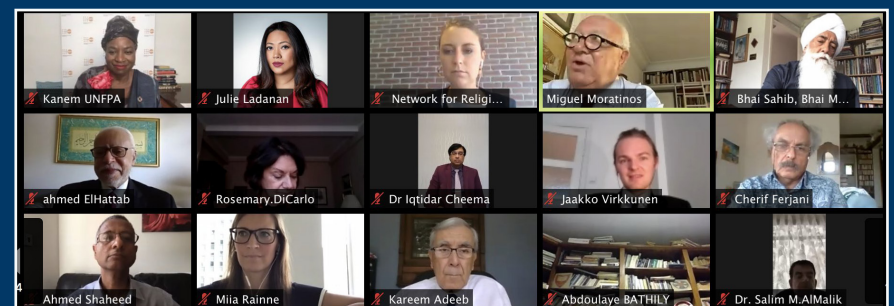 Kanem UNFPA
Julie Ladanan
Network for Religi...
Miguel Moratinos
Bhai Sahib, Bhai M...
ahmed ElHattab
Rosemary.DiCarlo
Dr Iqtidar Cheema
Jaakko Virkkunen
Cherif Ferjani
4
Ahmed Shaheed
Miia Rainne
Kareem Adeeb
Abdoulaye BATHILY
Dr. Salim M.AlMalik